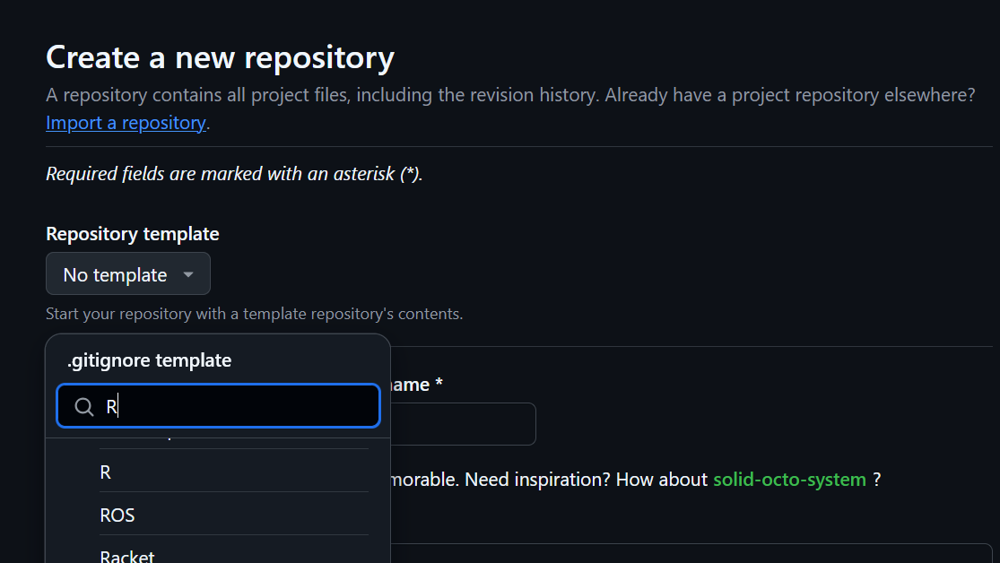 Create a new repository
A repository contains all project files, including the revision history. Already have a project repository elsewhere?
Import a repository.
Required fields are marked with an asterisk (*).
Repository template
No template
Start your repository with a template repository's contents.
.gitignore template
R
R
ROS
Racket
ame *
morable. Need inspiration? How about solid-octo-system ?